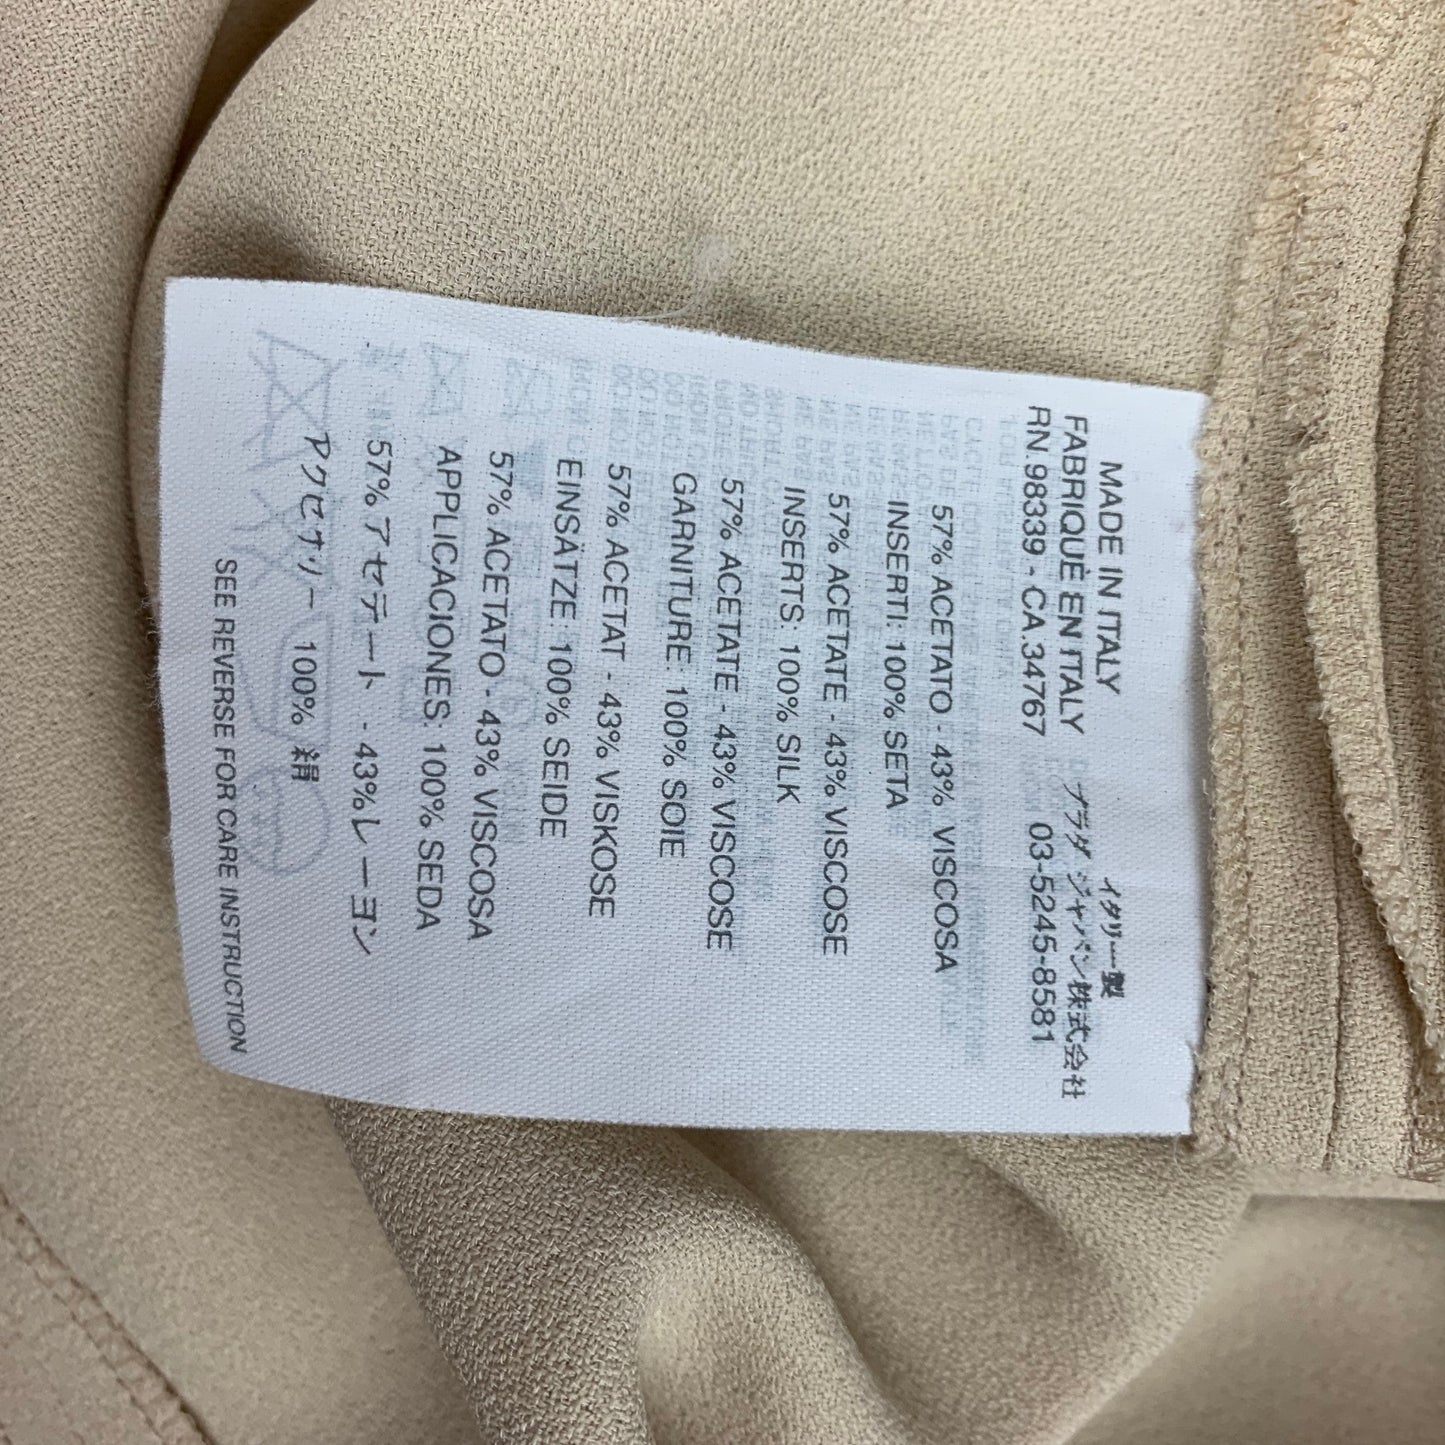 MADE IN ITALY イタリー製
FABRIQUÉ EN ITALY プラダ ジャパン株式会社
RN.98339 - CA.34767 03-5245-8581
57% ACETATO - 43% VISCOSA
INSERTI: 100% SETA
57% ACETATE - 43% VISCOSE
INSERTS: 100% SILK
57% ACETATE - 43% VISCOSE
GARNITURE: 100% SOIE
57% ACETAT - 43% VISKOSE
EINSÄTZE: 100% SEIDE
57% ACETATO - 43% VISCOSA
APPLICACIONES: 100% SEDA
57% アセテート - 43%レーヨン
アクセサリー 100% 絹
SEE REVERSE FOR CARE INSTRUCTION